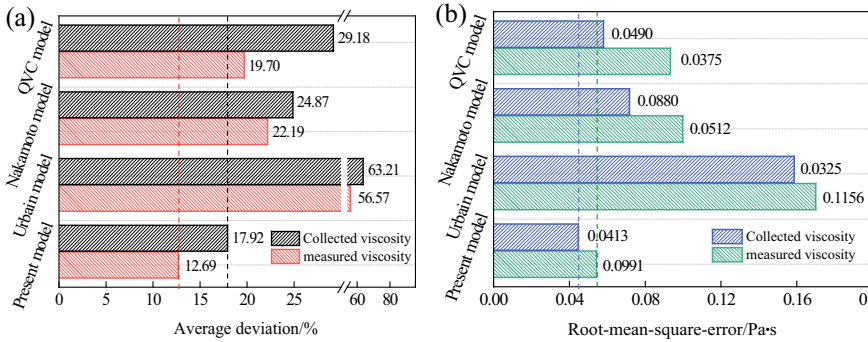 (a)
QVC model
Nakamoto model
Urbain model
Present model
29.18
19.70
24.87
22.19
63.21
56.57
17.92
12.69
Collected viscosity
measured viscosity
0 5 10 15 20 25 60 80
Average deviation/%
(b)
QVC model
Nakamoto model
Urbain model
Present model
0.0490
0.0375
0.0880
0.0512
0.0325
0.1156
0.0413
0.0991
Collected viscosity
measured viscosity
0.00 0.04 0.08 0.12 0.16 0
Root-mean-square-error/Pa•s